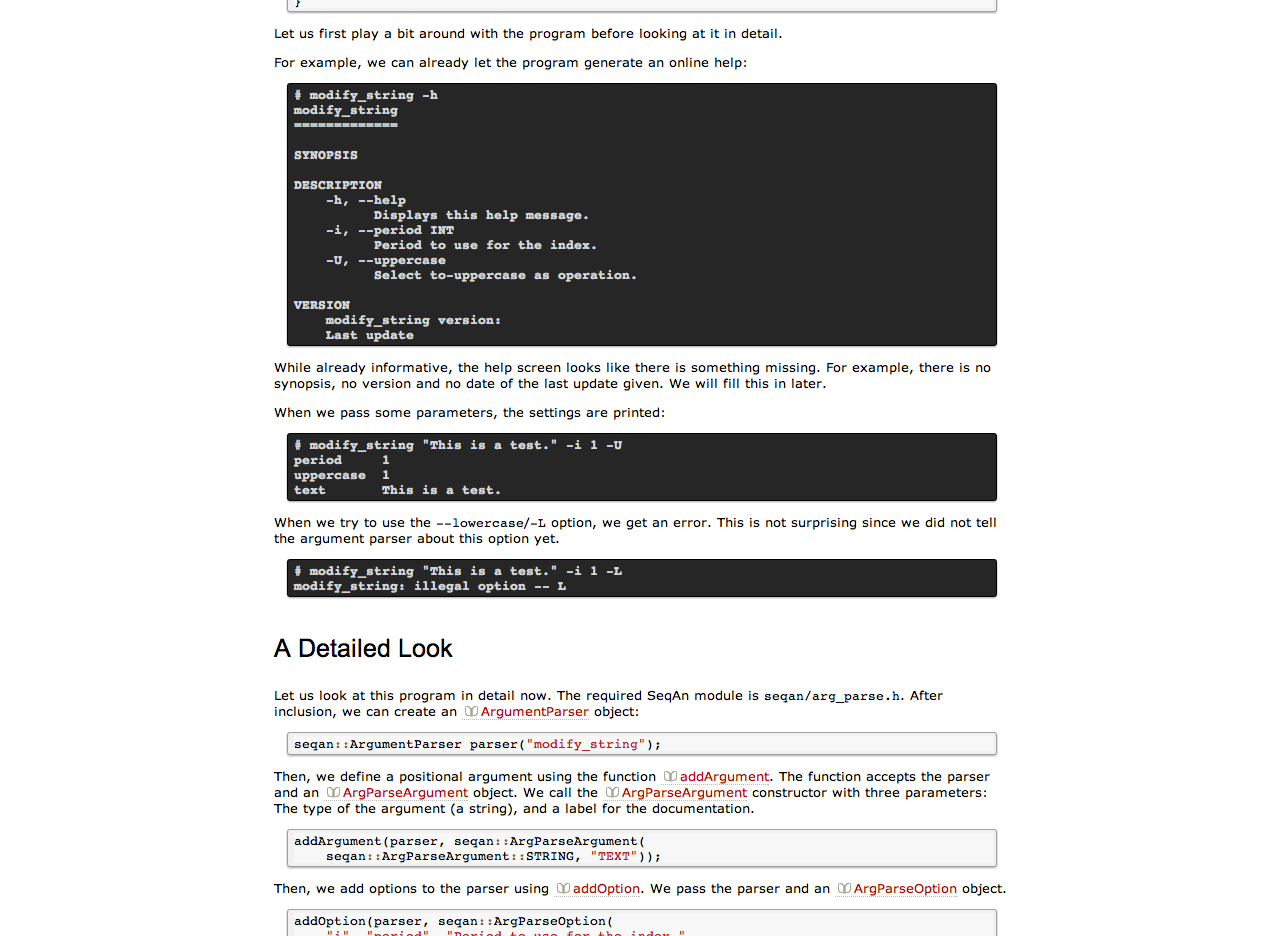 }
Let us first play a bit around with the program before looking at it in detail.
For example, we can already let the program generate an online help:
# modify_string -h
modify_string
=============
SYNOPSIS
DESCRIPTION
-h, --help
Displays this help message.
-i, --period INT
Period to use for the index.
-U, --uppercase
Select to-uppercase as operation.
VERSION
modify_string version:
Last update
While already informative, the help screen looks like there is something missing. For example, there is no
synopsis, no version and no date of the last update given. We will fill this in later.
When we pass some parameters, the settings are printed:
# modify_string "This is a test." -i 1 -U
period     1
uppercase  1
text       This is a test.
When we try to use the --lowercase/-L option, we get an error. This is not surprising since we did not tell
the argument parser about this option yet.
# modify_string "This is a test." -i 1 -L
modify_string: illegal option -- L
A Detailed Look
Let us look at this program in detail now. The required SeqAn module is seqan/arg_parse.h. After
inclusion, we can create an ArgumentParser object:
seqan::ArgumentParser parser("modify_string");
Then, we define a positional argument using the function addArgument. The function accepts the parser
and an ArgParseArgument object. We call the ArgParseArgument constructor with three parameters:
The type of the argument (a string), and a label for the documentation.
addArgument(parser, seqan::ArgParseArgument(
seqan::ArgParseArgument::STRING, "TEXT"));
Then, we add options to the parser using addOption. We pass the parser and an ArgParseOption object.
addOption(parser, seqan::ArgParseOption(
"i", "period", "Period to use for the index."